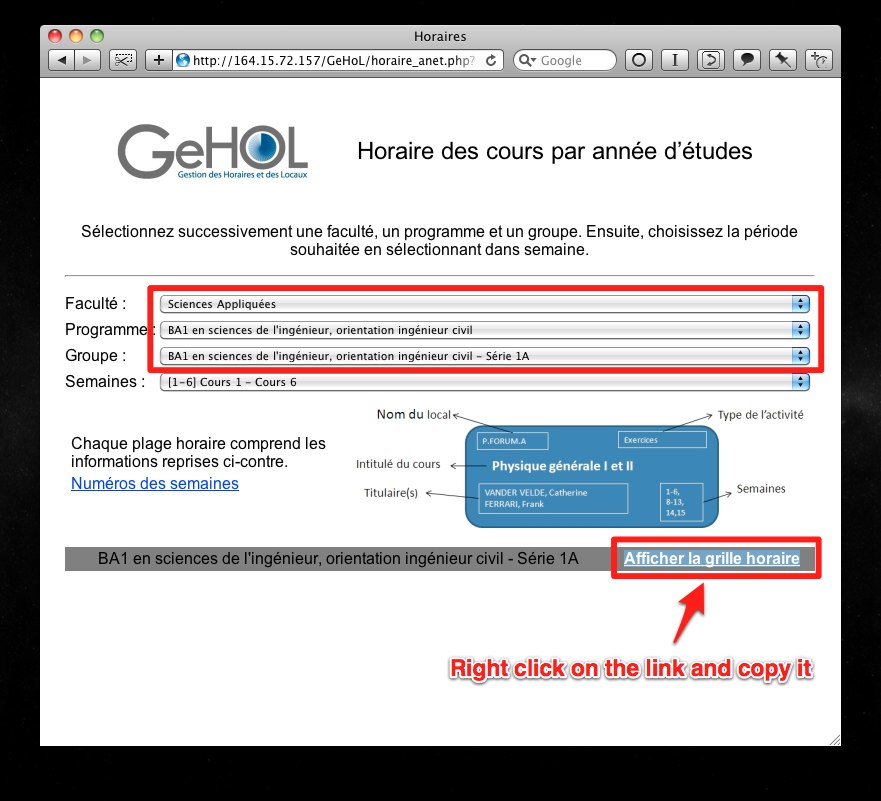 Horaires
http://164.15.72.157/GeHoL/horaire_anet.php?
Google
GeHOL
Gestion des Horaires et des Locaux
Horaire des cours par année d'études
Sélectionnez successivement une faculté, un programme et un groupe. Ensuite, choisissez la période
souhaitée en sélectionnant dans semaine.
Faculté : Sciences Appliquées
Programme : BA1 en sciences de l'ingénieur, orientation ingénieur civil
Groupe : BA1 en sciences de l'ingénieur, orientation ingénieur civil - Série 1A
Semaines : [1-6] Cours 1 - Cours 6
Chaque plage horaire comprend les
informations reprises ci-contre.
Numéros des semaines
Nom du local
Type de l'activité
P.FORUM.A
Exercices
Intitulé du cours
Physique générale I et II
Titulaire(s)
VANDER VELDE, Catherine
FERRARI, Frank
1-6,
8-13,
14,15
Semaines
BA1 en sciences de l'ingénieur, orientation ingénieur civil - Série 1A
Afficher la grille horaire
Right click on the link and copy it